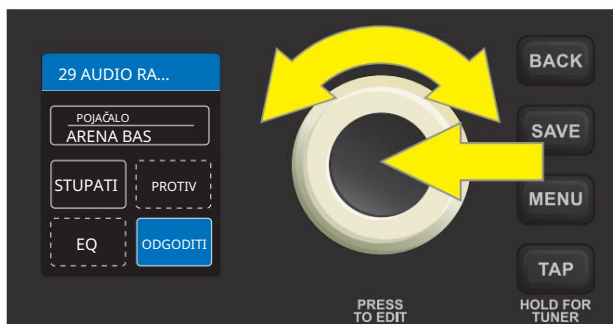 29 AUDIO RA...
POJAČALO
ARENA BAS
STUPATI
PROTIV
EQ
ODGODITI
BACK
SAVE
MENU
TAP
PRESS
TO EDIT
HOLD FOR
TUNER